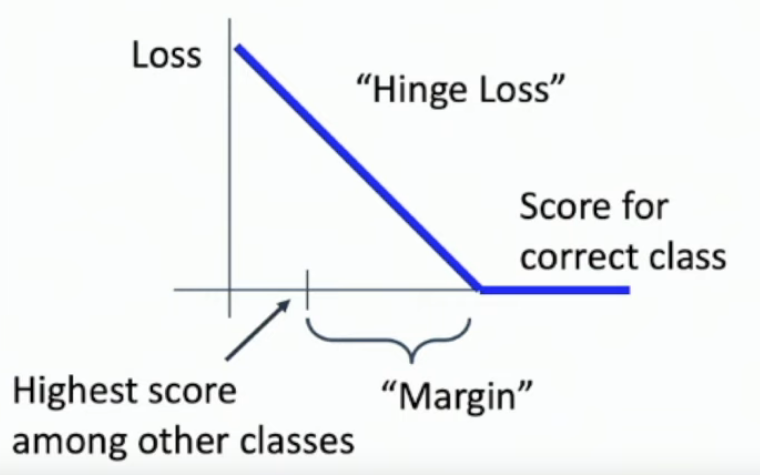 Loss
“Hinge Loss”
Score for
correct class
Highest score
among other classes
“Margin”